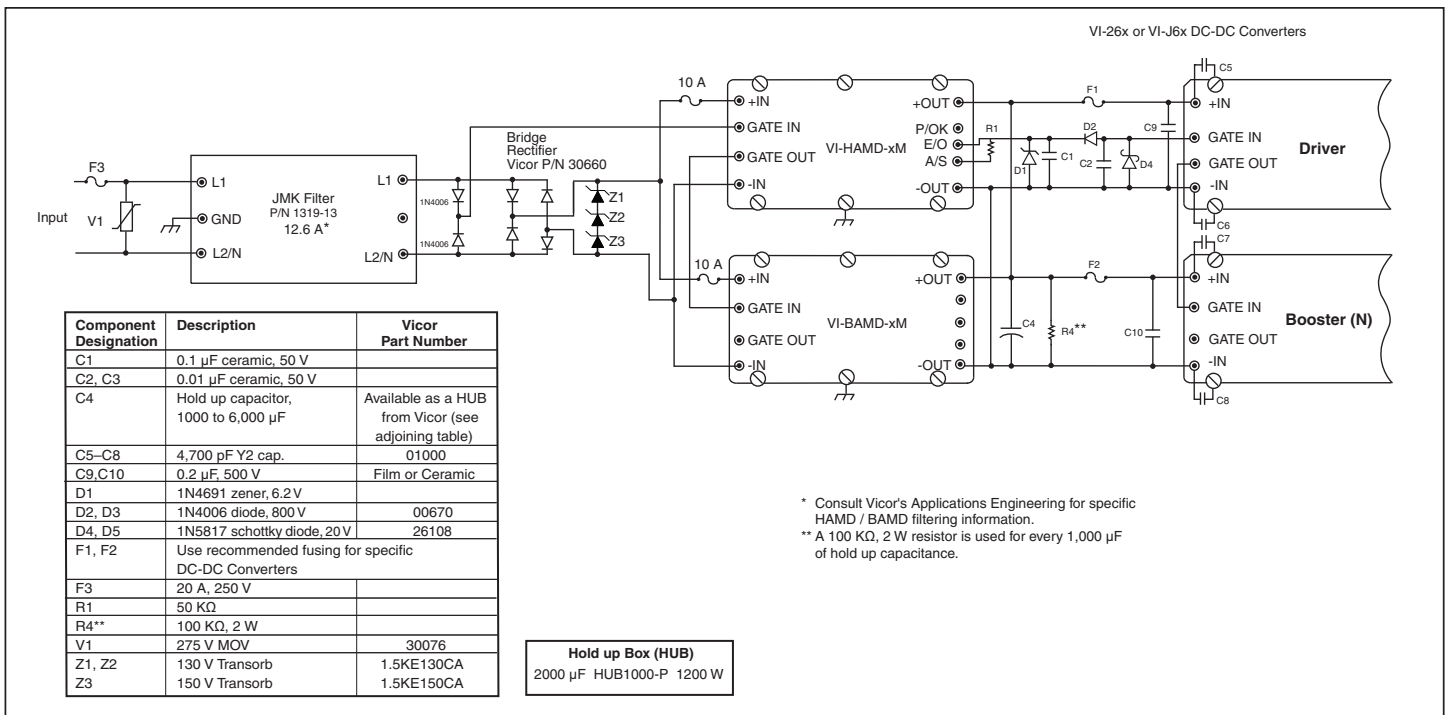 VI-26x or VI-J6x DC-DC Converters
F3
Input
V1
L1
GND
L2/N
JMK Filter
P/N 1319-13
12.6 A*
L1
L2/N
1N4006
1N4006
Bridge
Rectifier
Vicor P/N 30660
Z1
Z2
Z3
10 A
+IN
GATE IN
GATE OUT
-IN
VI-HAMD-xM
+OUT
P/OK
E/O
A/S
-OUT
R1
D1
C1
F1
D2
C2
D4
C9
C5
+IN
GATE IN
GATE OUT
-IN
Driver
C6
10 A
+IN
GATE IN
GATE OUT
-IN
VI-BAMD-xM
+OUT
-OUT
C4
R4**
F2
C10
C7
+IN
GATE IN
GATE OUT
-IN
Booster (N)
C8
Component Designation Description Vicor Part Number
C1 0.1 µF ceramic, 50 V
C2, C3 0.01 µF ceramic, 50 V
C4 Hold up capacitor, Available as a HUB
1000 to 6,000 µF from Vicor (see
adjoining table)
C5–C8 4,700 pF Y2 cap. 01000
C9,C10 0.2 µF, 500 V Film or Ceramic
D1 1N4691 zener, 6.2 V
D2, D3 1N4006 diode, 800 V 00670
D4, D5 1N5817 schottky diode, 20 V 26108
F1, F2 Use recommended fusing for specific
DC-DC Converters
F3 20 A, 250 V
R1 50 KΩ
R4** 100 KΩ, 2 W
V1 275 V MOV 30076
Z1, Z2 130 V Transorb 1.5KE130CA
Z3 150 V Transorb 1.5KE150CA
Hold up Box (HUB)
2000 µF HUB1000-P 1200 W
* Consult Vicor's Applications Engineering for specific
HAMD / BAMD filtering information.
** A 100 KΩ, 2 W resistor is used for every 1,000 µF
of hold up capacitance.